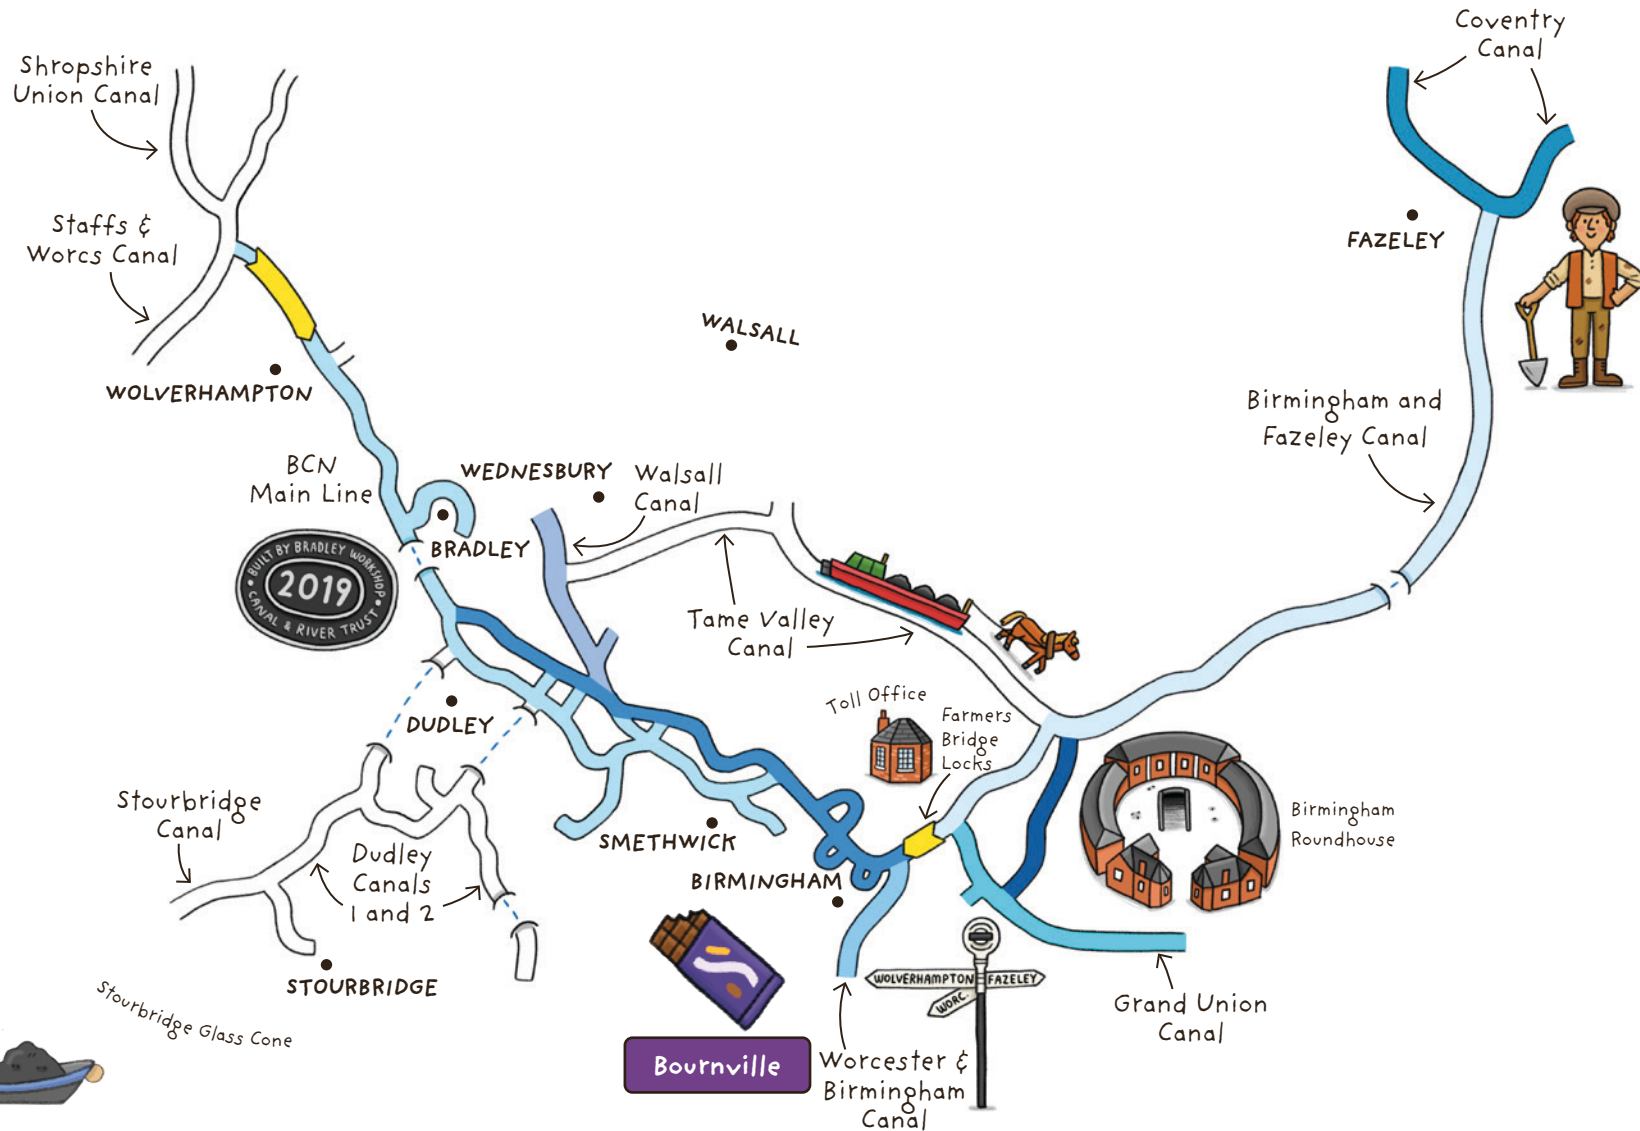 Coventry
Canal
Shropshire
Union Canal
Staffs &
Worcs Canal
FAZELEY
WALSALL
WOLVERHAMPTON
Birmingham and
Fazeley Canal
BCN
Main Line
WEDNESBURY
Walsall
Canal
BRADLEY
BUILT BY BRADLEY WORKSHOP
2019
CANAL & RIVER TRUST
Tame Valley
Canal
Toll Office
Farmers
Bridge
Locks
DUDLEY
Stourbridge
Canal
SMETHWICK
Birmingham
Roundhouse
Dudley
Canals
1 and 2
BIRMINGHAM
STOURBRIDGE
WOLVERHAMPTON
FAZELEY
WORC.
Stourbridge Glass Cone
Grand Union
Canal
Bournville
Worcester &
Birmingham
Canal